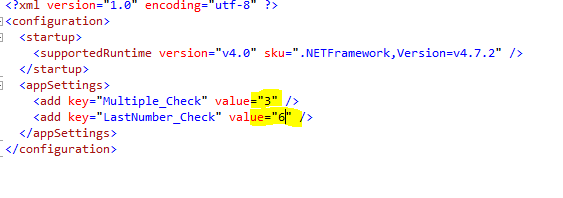 <?xml version="1.0" encoding="utf-8" ?>
<configuration>
<startup>
<supportedRuntime version="v4.0" sku=".NETFramework,Version=v4.7.2" />
</startup>
<appSettings>
<add key="Multiple_Check" value="3" />
<add key="LastNumber_Check" value="6" />
</appSettings>
</configuration>